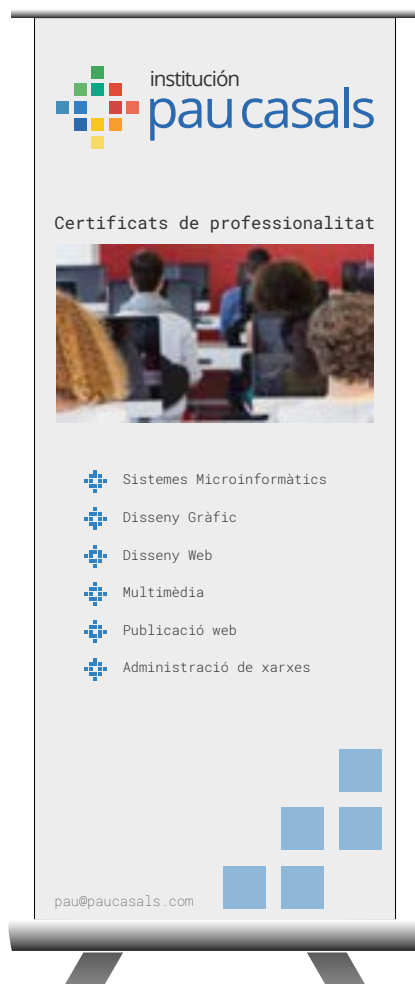 institución
pau casals
Certificats de professionalitat
Sistemes Microinformàtics
Disseny Gràfic
Disseny Web
Multimèdia
Publicació web
Administració de xarxes
pau@paucasals.com